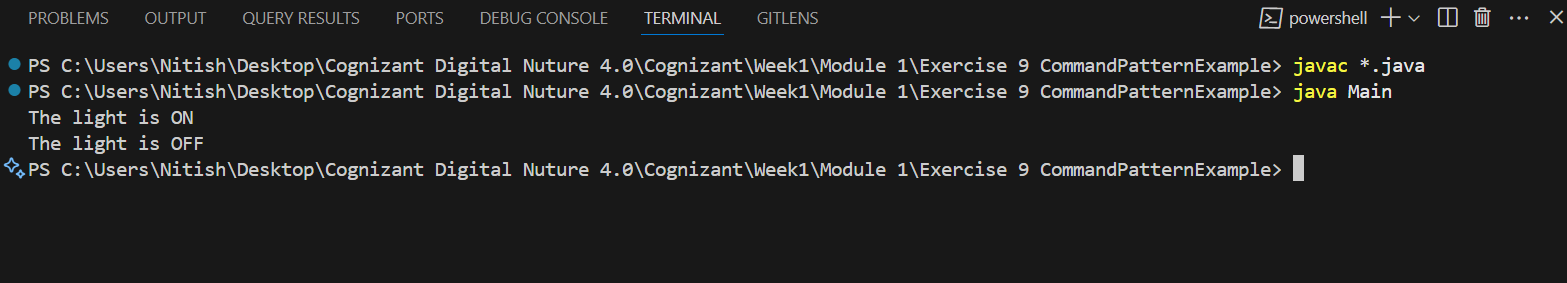 PROBLEMS OUTPUT QUERY RESULTS PORTS DEBUG CONSOLE TERMINAL GITLENS powershell
PS C:\Users\Nitish\Desktop\Cognizant Digital Nuture 4.0\Cognizant\Week1\Module 1\Exercise 9 CommandPatternExample> javac *.java
PS C:\Users\Nitish\Desktop\Cognizant Digital Nuture 4.0\Cognizant\Week1\Module 1\Exercise 9 CommandPatternExample> java Main
The light is ON
The light is OFF
PS C:\Users\Nitish\Desktop\Cognizant Digital Nuture 4.0\Cognizant\Week1\Module 1\Exercise 9 CommandPatternExample>